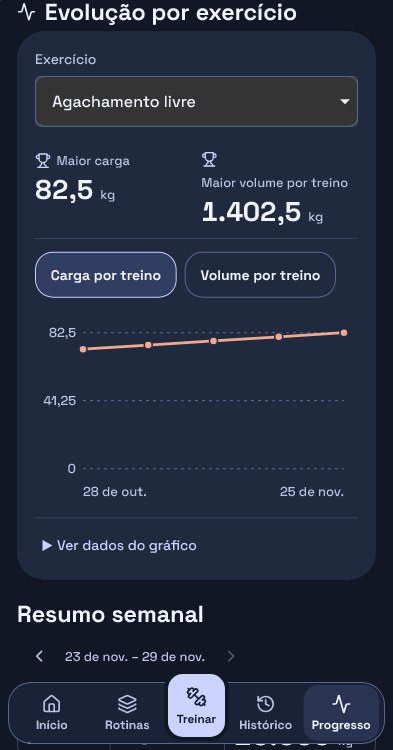 Evolução por exercício
Exercício
Agachamento livre
Maior carga
82,5 kg
Maior volume por treino
1.402,5 kg
Carga por treino
Volume por treino
82,5
41,25
0
28 de out.
25 de nov.
Ver dados do gráfico
Resumo semanal
23 de nov. – 29 de nov.
Início
Rotinas
Treinar
Histórico
Progresso